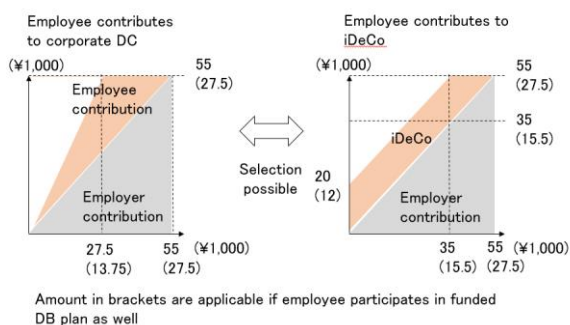 Employee contributes
to corporate DC
(¥1,000)
55
(27.5)
Employee
contribution
Employer
contribution
27.5
(13.75)
55
(27.5)
(¥1,000)
Selection
possible
Employee contributes to
iDeCo
(¥1,000)
55
(27.5)
35
(15.5)
iDeCo
20
(12)
Employer
contribution
35
(15.5)
55
(27.5)
(¥1,000)
Amount in brackets are applicable if employee participates in funded
DB plan as well